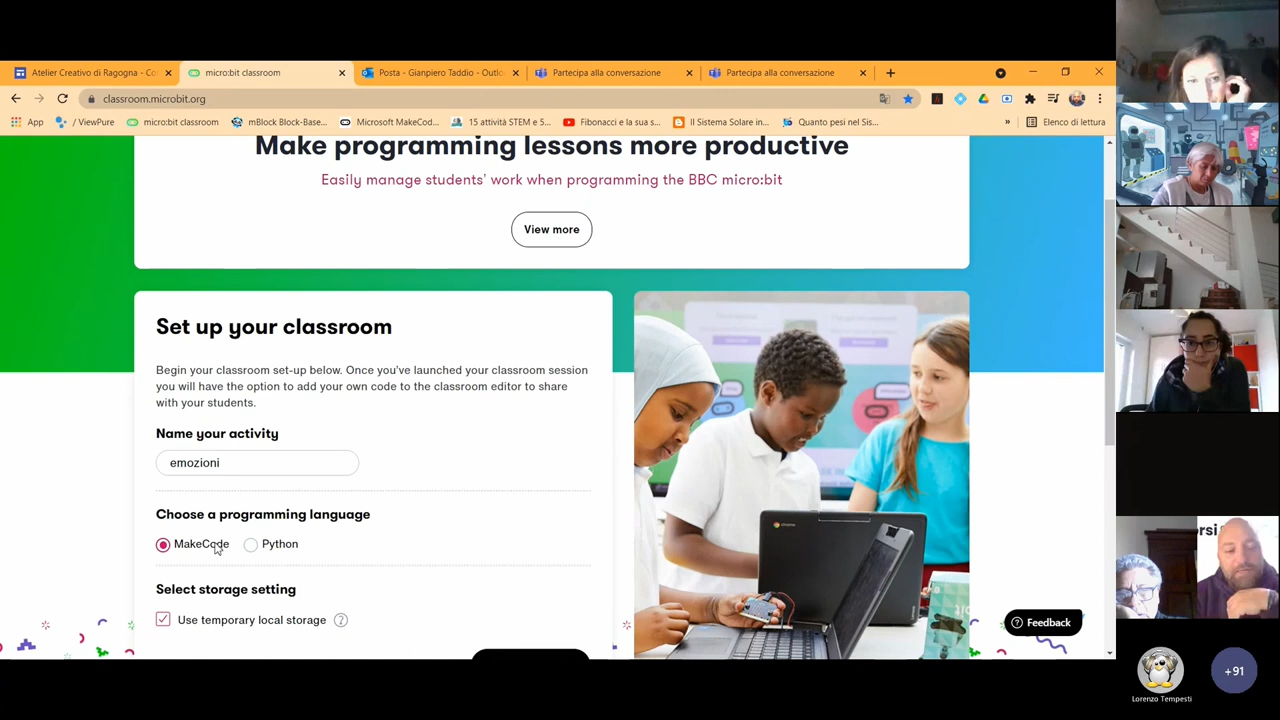 Atelier Creativo di Ragogna - Co
micro:bit classroom
Posta - Gianpiero Taddio - Outlo
Partecipa alla conversazione
Partecipa alla conversazione
classroom.microbit.org
App
/ ViewPure
micro:bit classroom
mBlock Block-Base...
Microsoft MakeCod...
15 attività STEM e 5...
Fibonacci e la sua s...
Il Sistema Solare in...
Quanto pesi nel Sis...
»
Elenco di lettura
Make programming lessons more productive
Easily manage students' work when programming the BBC micro:bit
View more
Set up your classroom
Begin your classroom set-up below. Once you've launched your classroom session
you will have the option to add your own code to the classroom editor to share
with your students.
Name your activity
emozioni
Choose a programming language
MakeCode
Python
Select storage setting
Use temporary local storage
?
chrome
Feedback
orsi
Lorenzo Tempesti
+91